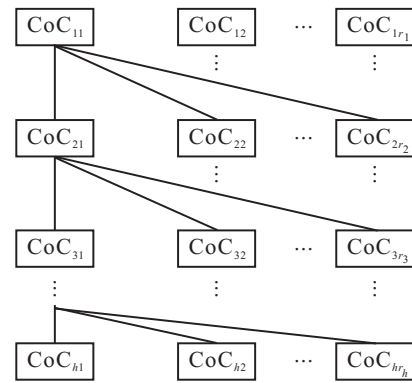 CoC₁₁ CoC₁₂ ··· CoC₁ᵣ₁
⋮ ⋮
CoC₂₁ CoC₂₂ ··· CoC₂ᵣ₂
⋮ ⋮
CoC₃₁ CoC₃₂ ··· CoC₃ᵣ₃
⋮ ⋮ ⋮
CoCₕ₁ CoCₕ₂ ··· CoCₕᵣₕ